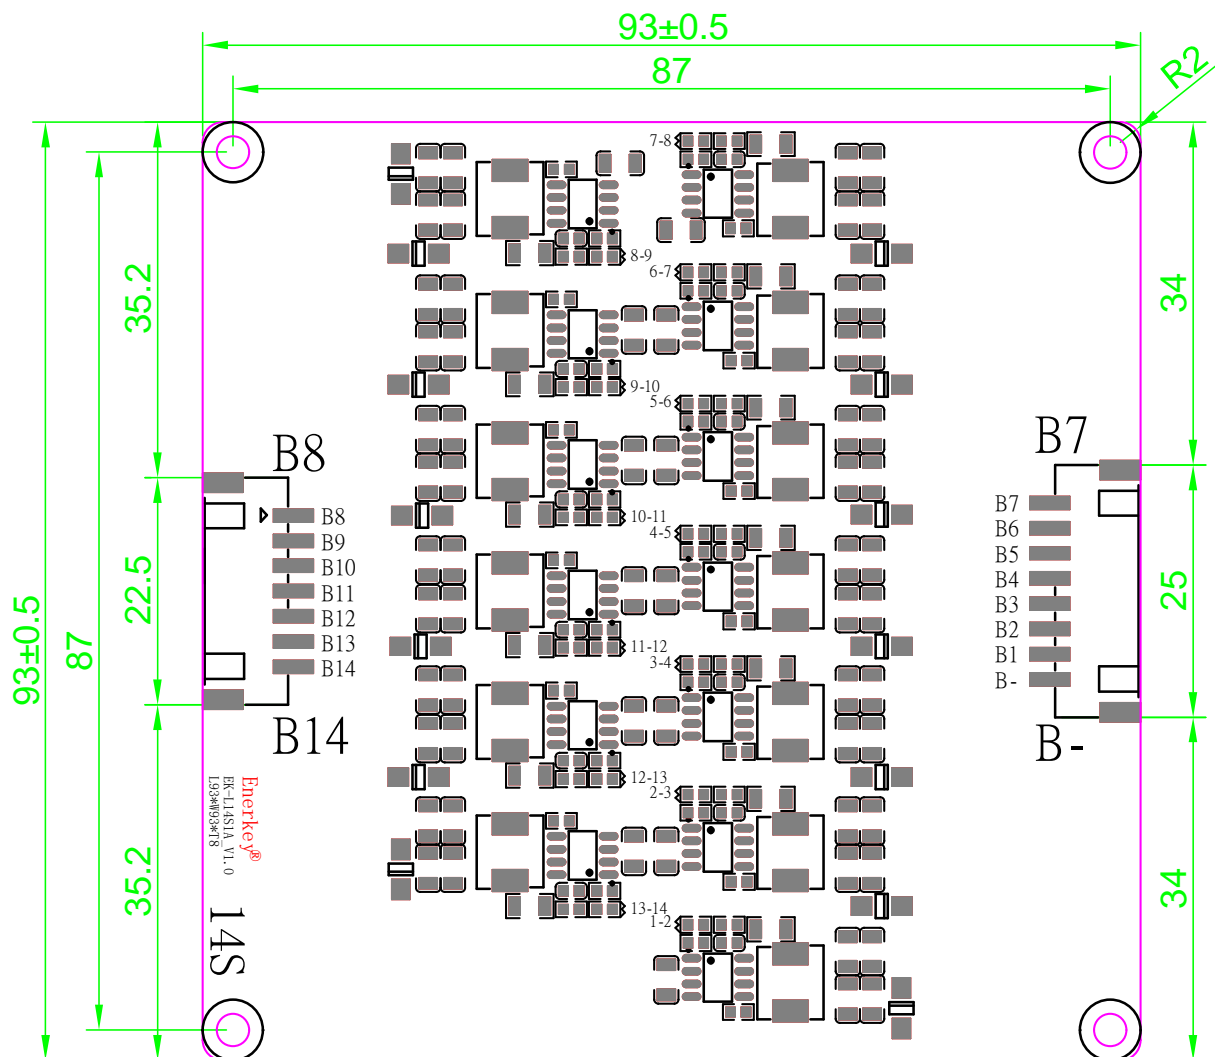 93±0.5
87
R2
93±0.5
87
35.2
22.5
35.2
34
25
34
7-8
8-9
6-7
9-10
5-6
10-11
4-5
11-12
3-4
12-13
2-3
13-14
1-2
B8
B8
B9
B10
B11
B12
B13
B14
B14
B7
B7
B6
B5
B4
B3
B2
B1
B-
B-
Enerkey®
EK-L14S1A_V1.0
L93*W93*T8
14S